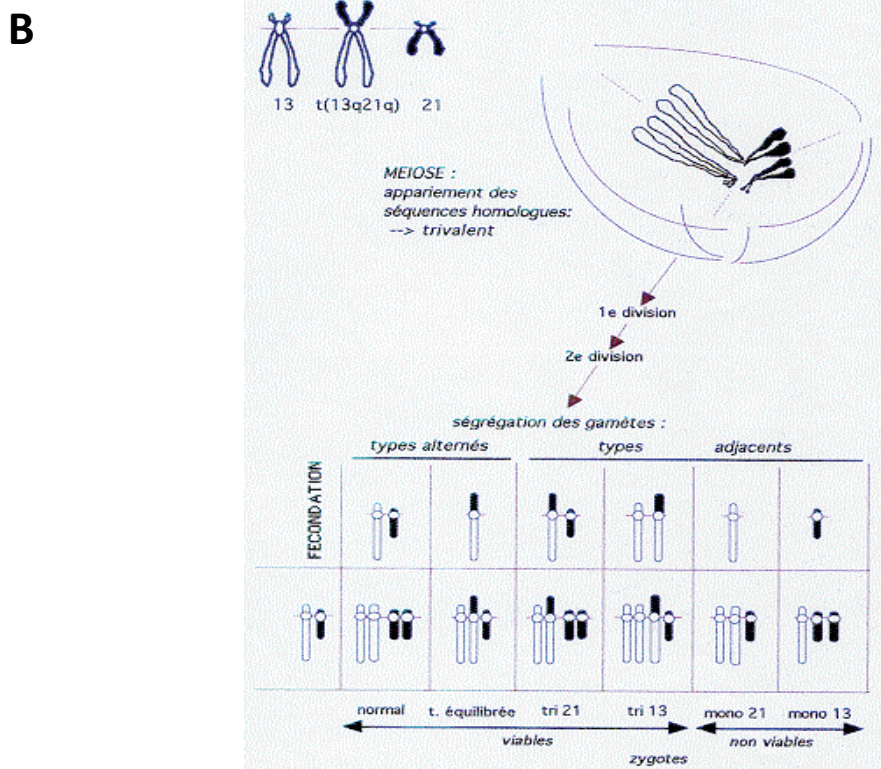 B
13 t(13q21q) 21
MEIOSE :
appariement des
séquences homologues:
--> trivalent
1e division
2e division
ségrégation des gamètes :
types alternés types adjacents
FECONDATION
normal t. équilibrée tri 21 tri 13 mono 21 mono 13
viables non viables
zygotes